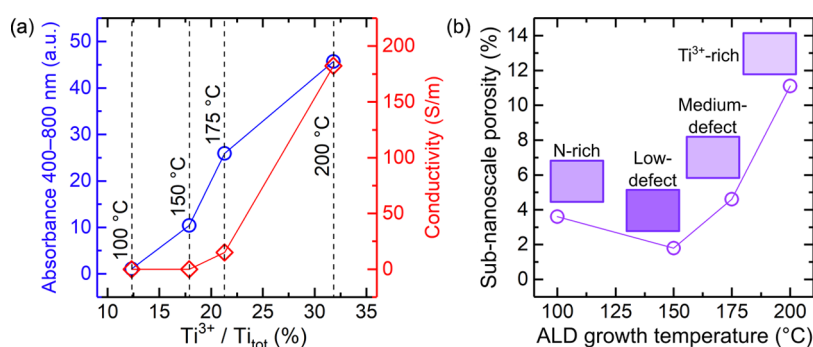 (a)
Absorbance 400–800 nm (a.u.)
50
40
30
20
10
0
100 °C
150 °C
175 °C
200 °C
200
150
100
50
0
Conductivity (S/m)
10 15 20 25 30 35
Ti³⁺ / Ti_tot (%)
(b)
Sub-nanoscale porosity (%)
14
12
10
8
6
4
2
0
N-rich
Low-
defect
Medium-
defect
Ti³⁺-rich
100 125 150 175 200
ALD growth temperature (°C)